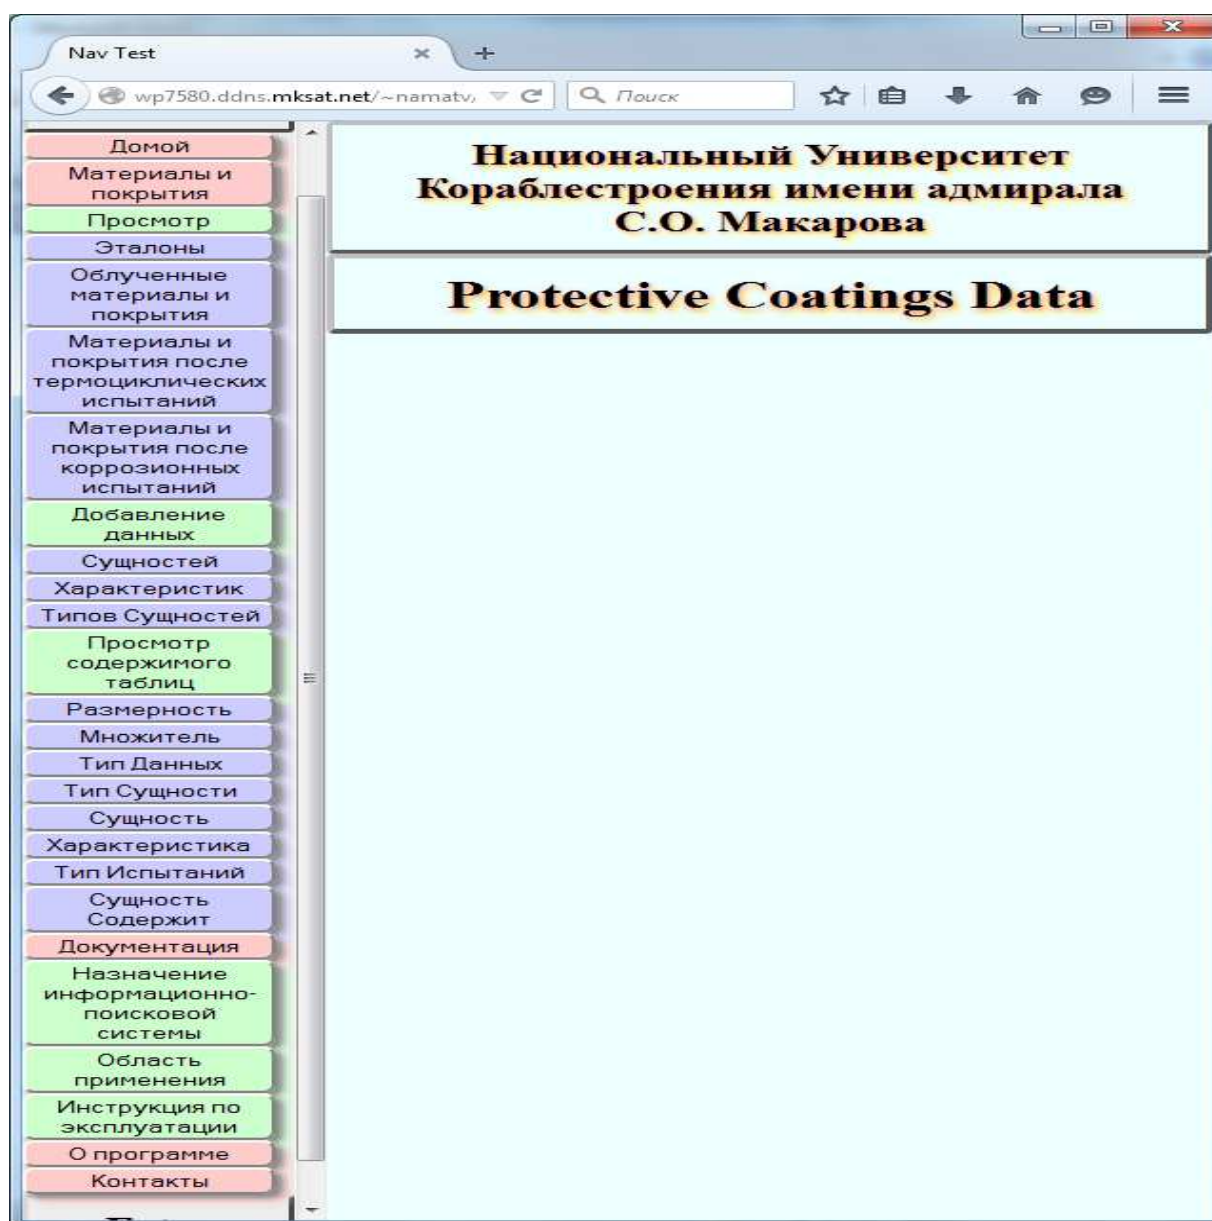 Nav Test
wp7580.ddns.mksat.net/~namatv,
Поиск
Домой
Материалы и
покрытия
Просмотр
Эталоны
Облученные
материалы и
покрытия
Материалы и
покрытия после
термоциклических
испытаний
Материалы и
покрытия после
коррозионных
испытаний
Добавление
данных
Сущностей
Характеристик
Типов Сущностей
Просмотр
содержимого
таблиц
Размерность
Множитель
Тип Данных
Тип Сущности
Сущность
Характеристика
Тип Испытаний
Сущность
Содержит
Документация
Назначение
информационно-
поисковой
системы
Область
применения
Инструкция по
эксплуатации
О программе
Контакты
Национальный Университет
Кораблестроения имени адмирала
С.О. Макарова
Protective Coatings Data